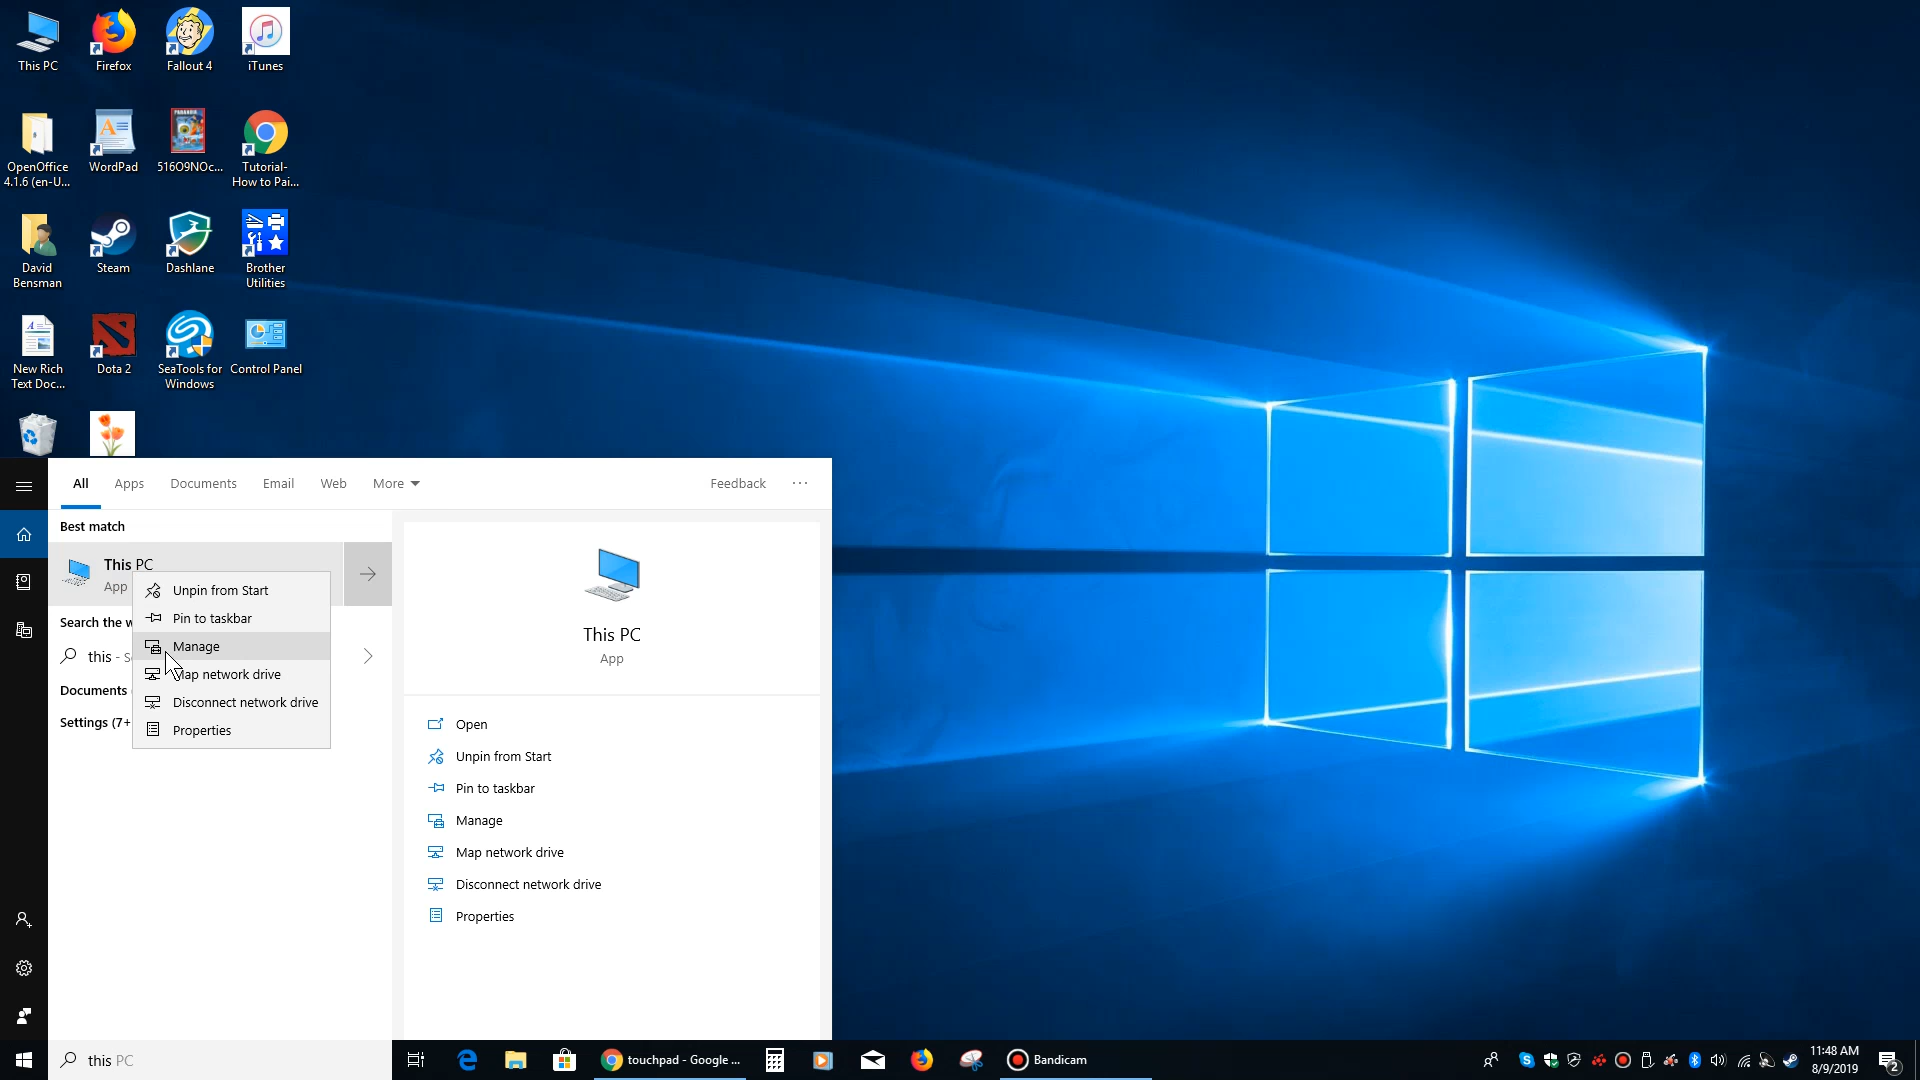 This PC
Firefox
Fallout 4
iTunes
OpenOffice
4.1.6 (en-U...
WordPad
516O9NOc...
Tutorial-
How to Pai...
David
Bensman
Steam
Dashlane
Brother
Utilities
New Rich
Text Doc...
Dota 2
SeaTools for
Windows
Control Panel
All
Apps
Documents
Email
Web
More
Feedback
Best match
This PC
App
Unpin from Start
Pin to taskbar
Manage
Map network drive
Disconnect network drive
Properties
Search the w
this - Se
Documents
Settings (7+
This PC
App
Open
Unpin from Start
Pin to taskbar
Manage
Map network drive
Disconnect network drive
Properties
this PC
touchpad - Google ...
Bandicam
11:48 AM
8/9/2019
2